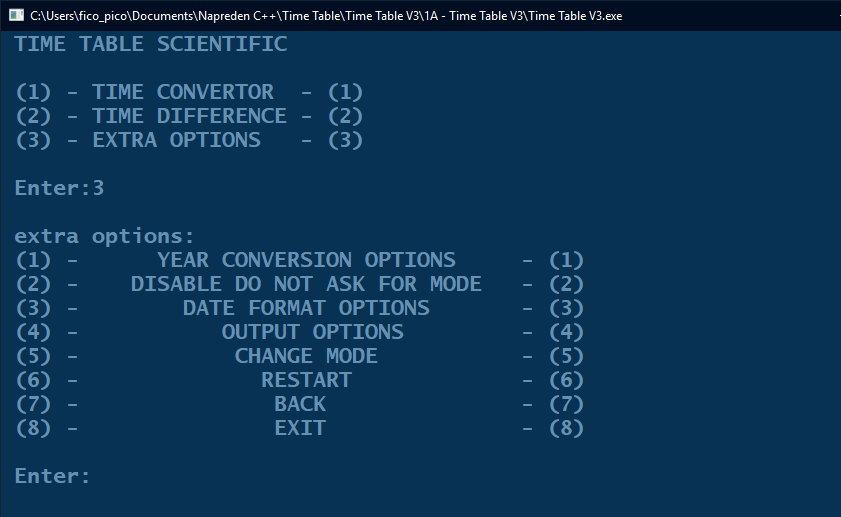 C:\Users\fico_pico\Documents\Napreden C++\Time Table\Time Table V3\1A - Time Table V3\Time Table V3.exe
TIME TABLE SCIENTIFIC
(1) - TIME CONVERTOR - (1)
(2) - TIME DIFFERENCE - (2)
(3) - EXTRA OPTIONS - (3)
Enter:3
extra options:
(1) - YEAR CONVERSION OPTIONS - (1)
(2) - DISABLE DO NOT ASK FOR MODE - (2)
(3) - DATE FORMAT OPTIONS - (3)
(4) - OUTPUT OPTIONS - (4)
(5) - CHANGE MODE - (5)
(6) - RESTART - (6)
(7) - BACK - (7)
(8) - EXIT - (8)
Enter: